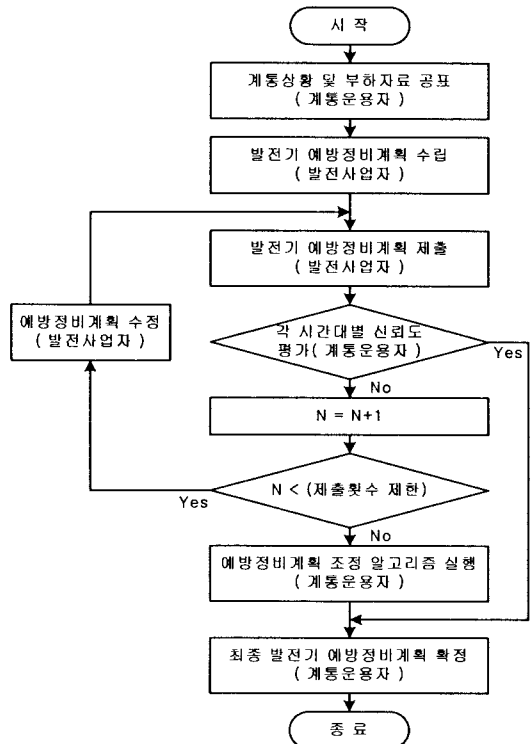 시 작
계통상황 및 부하자료 공표
( 계통운용자 )
발전기 예방정비계획 수립
( 발전사업자 )
발전기 예방정비계획 제출
( 발전사업자 )
예방정비계획 수정
( 발전사업자 )
각 시간대별 신뢰도
평가( 계통운용자 )
Yes
No
N = N+1
N < (제출횟수 제한)
Yes
No
예방정비계획 조정 알고리즘 실행
( 계통운용자 )
최종 발전기 예방정비계획 확정
( 계통운용자 )
종 료